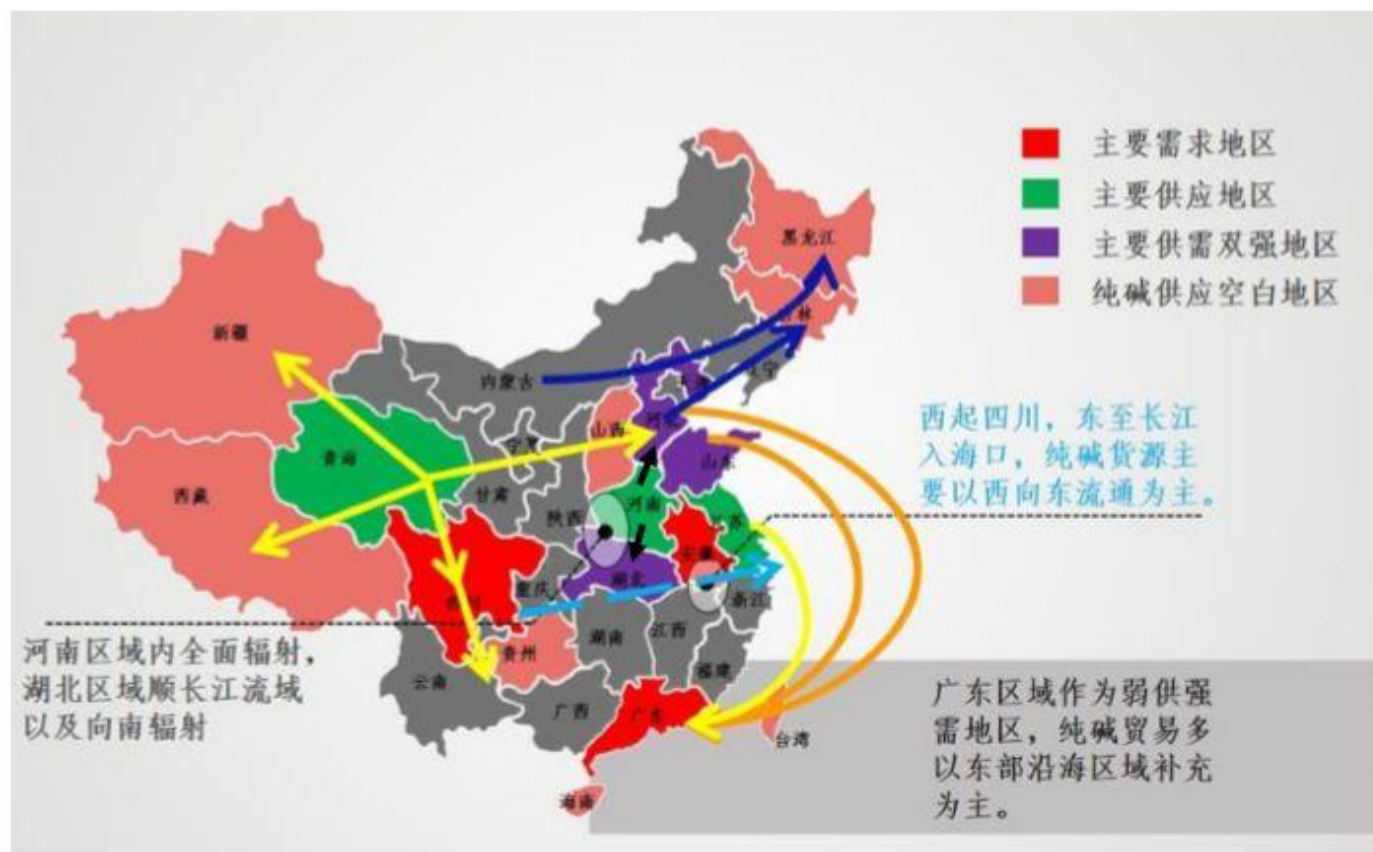 主要需求地区
主要供应地区
主要供需双强地区
纯碱供应空白地区
黑龙江
吉林
辽宁
新疆
内蒙古
天津
河北
山西
宁夏
山东
青海
西藏
甘肃
陕西
河南
江苏
安徽
西起四川，东至长江
入海口，纯碱货源主
要以西向东流通为主。
湖北
重庆
四川
浙江
湖南
江西
贵州
福建
云南
广西
广东
台湾
海南
河南区域内全面辐射，
湖北区域顺长江流域
以及向南辐射
广东区域作为弱供强
需地区，纯碱贸易多
以东部沿海区域补充
为主。